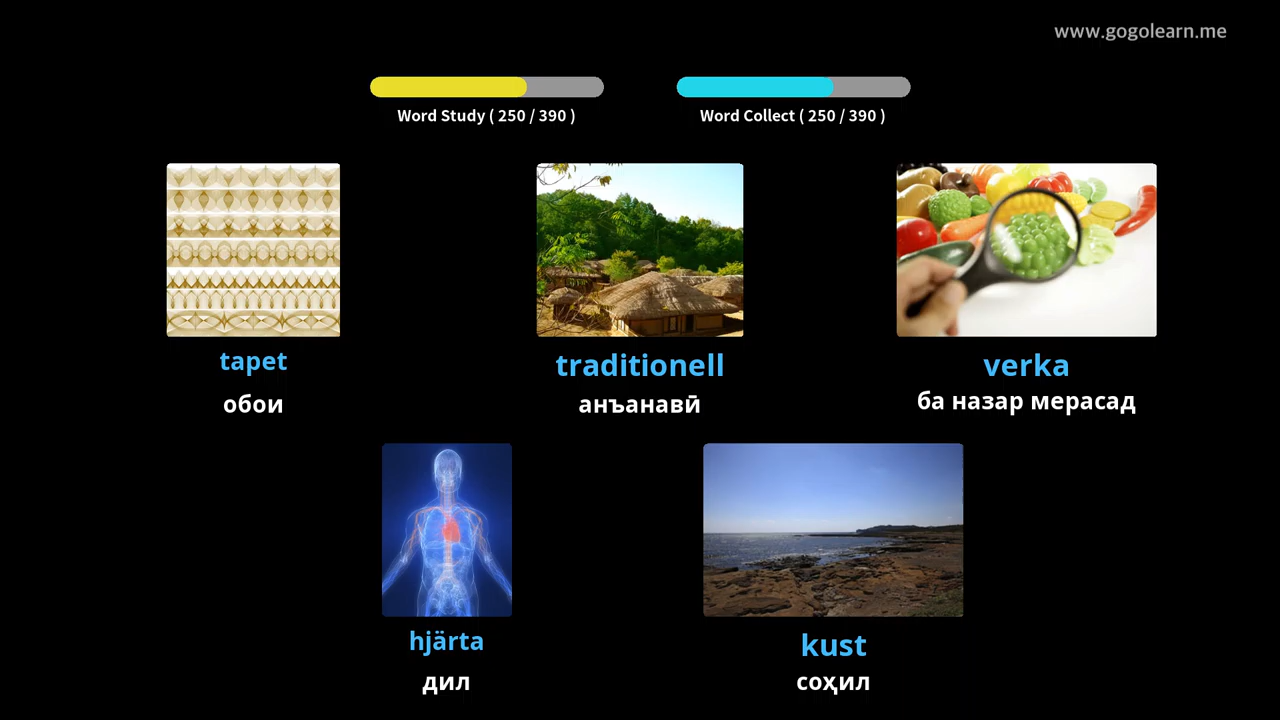 www.gogolearn.me
Word Study ( 250 / 390 )
Word Collect ( 250 / 390 )
tapet
обои
traditionell
анъанавӣ
verka
ба назар мерасад
hjärta
дил
kust
соҳил